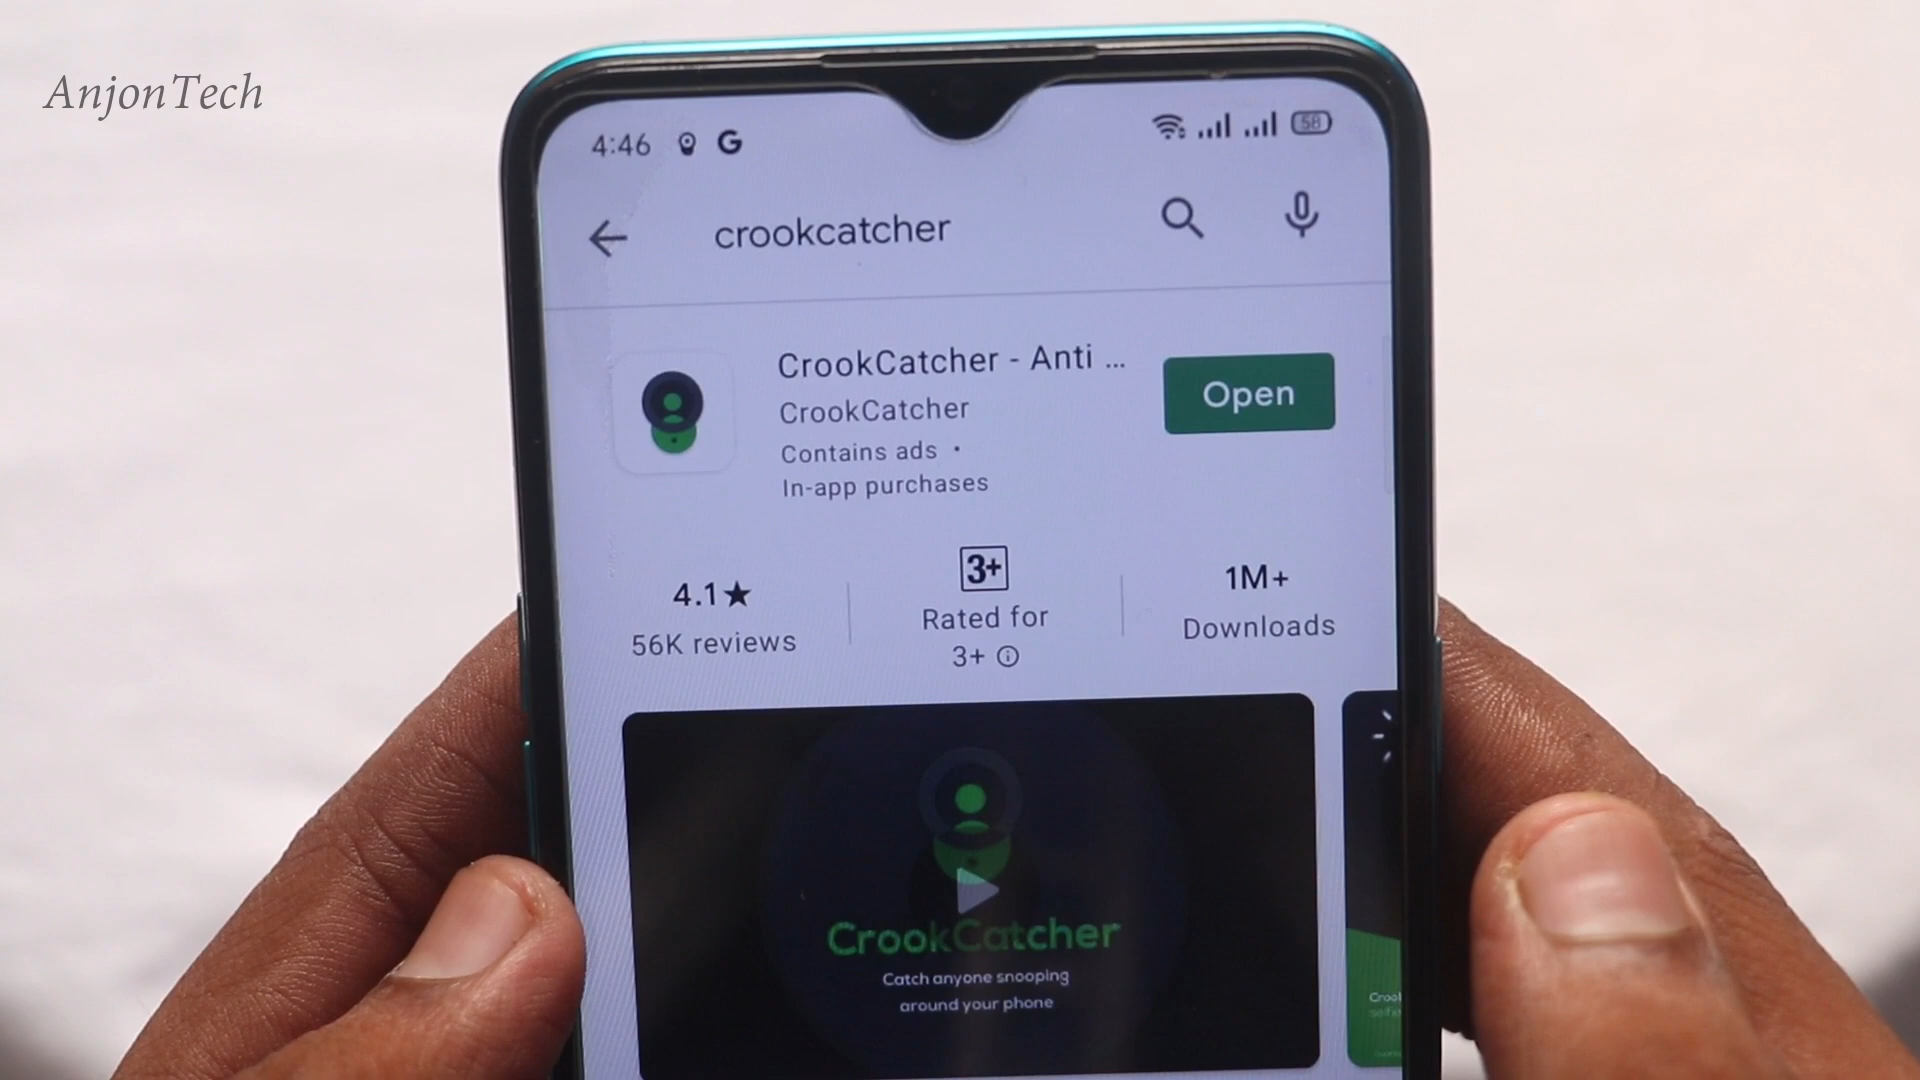 AnjonTech
4:46 G 58
crookcatcher
CrookCatcher - Anti ...
CrookCatcher
Contains ads •
In-app purchases
Open
4.1★
56K reviews
3+
Rated for
3+
1M+
Downloads
CrookCatcher
Catch anyone snooping
around your phone